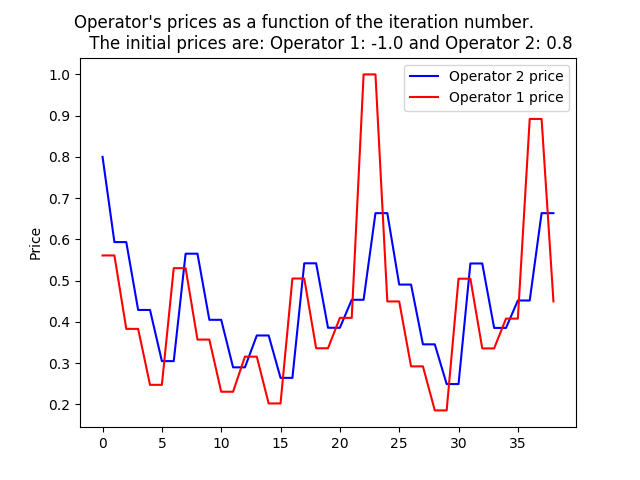 Operator's prices as a function of the iteration number.
The initial prices are: Operator 1: -1.0 and Operator 2: 0.8
Operator 2 price
Operator 1 price
Price
1.0
0.9
0.8
0.7
0.6
0.5
0.4
0.3
0.2
0 5 10 15 20 25 30 35